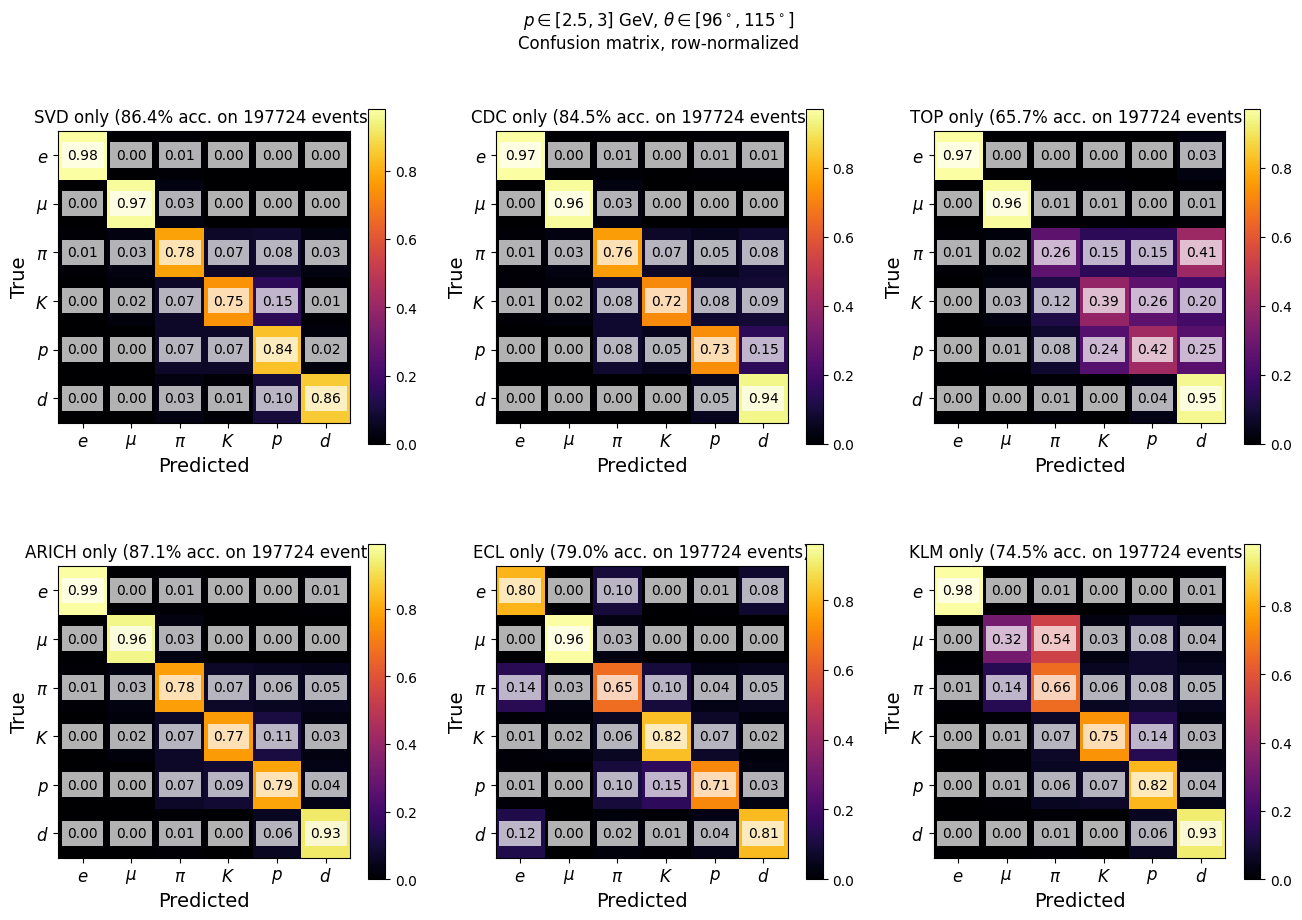 p ∈ [2.5, 3] GeV, θ ∈ [96°, 115°]
Confusion matrix, row-normalized
SVD only (86.4% acc. on 197724 events
True
e 0.98 0.00 0.01 0.00 0.00 0.00
μ 0.00 0.97 0.03 0.00 0.00 0.00
π 0.01 0.03 0.78 0.07 0.08 0.03
K 0.00 0.02 0.07 0.75 0.15 0.01
p 0.00 0.00 0.07 0.07 0.84 0.02
d 0.00 0.00 0.03 0.01 0.10 0.86
e μ π K p d
Predicted
0.8
0.6
0.4
0.2
0.0
CDC only (84.5% acc. on 197724 events
True
e 0.97 0.00 0.01 0.00 0.01 0.01
μ 0.00 0.96 0.03 0.00 0.00 0.00
π 0.01 0.03 0.76 0.07 0.05 0.08
K 0.01 0.02 0.08 0.72 0.08 0.09
p 0.00 0.00 0.08 0.05 0.73 0.15
d 0.00 0.00 0.00 0.00 0.05 0.94
e μ π K p d
Predicted
0.8
0.6
0.4
0.2
0.0
TOP only (65.7% acc. on 197724 events
True
e 0.97 0.00 0.00 0.00 0.00 0.03
μ 0.00 0.96 0.01 0.01 0.00 0.01
π 0.01 0.02 0.26 0.15 0.15 0.41
K 0.00 0.03 0.12 0.39 0.26 0.20
p 0.00 0.01 0.08 0.24 0.42 0.25
d 0.00 0.00 0.01 0.00 0.04 0.95
e μ π K p d
Predicted
0.8
0.6
0.4
0.2
0.0
ARICH only (87.1% acc. on 197724 event
True
e 0.99 0.00 0.01 0.00 0.00 0.01
μ 0.00 0.96 0.03 0.00 0.00 0.00
π 0.01 0.03 0.78 0.07 0.06 0.05
K 0.00 0.02 0.07 0.77 0.11 0.03
p 0.00 0.00 0.07 0.09 0.79 0.04
d 0.00 0.00 0.01 0.00 0.06 0.93
e μ π K p d
Predicted
0.8
0.6
0.4
0.2
0.0
ECL only (79.0% acc. on 197724 events)
True
e 0.80 0.00 0.10 0.00 0.01 0.08
μ 0.00 0.96 0.03 0.00 0.00 0.00
π 0.14 0.03 0.65 0.10 0.04 0.05
K 0.01 0.02 0.06 0.82 0.07 0.02
p 0.01 0.00 0.10 0.15 0.71 0.03
d 0.12 0.00 0.02 0.01 0.04 0.81
e μ π K p d
Predicted
0.8
0.6
0.4
0.2
0.0
KLM only (74.5% acc. on 197724 events
True
e 0.98 0.00 0.01 0.00 0.00 0.01
μ 0.00 0.32 0.54 0.03 0.08 0.04
π 0.01 0.14 0.66 0.06 0.08 0.05
K 0.00 0.01 0.07 0.75 0.14 0.03
p 0.00 0.01 0.06 0.07 0.82 0.04
d 0.00 0.00 0.01 0.00 0.06 0.93
e μ π K p d
Predicted
0.8
0.6
0.4
0.2
0.0